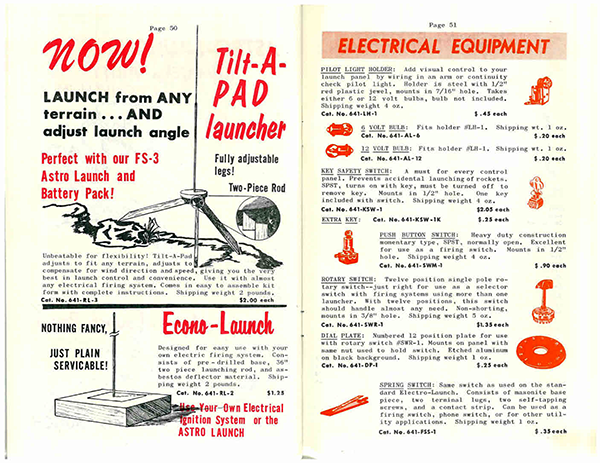 Page 50
NOW!
LAUNCH from ANY
terrain...AND
adjust launch angle
Tilt-A-
PAD
launcher
Perfect with our FS-3
Astro Launch and
Battery Pack!
Fully adjustable
legs!
Two-Piece Rod
Unbeatable for flexibility! Tilt-A-Pad
adjusts to fit any terrain, adjusts to
compensate for wind direction and speed, giving you the very
best in launch control and convenience. Use it with almost
any electrical firing system. Comes in easy to assemble kit
form with complete instructions. Shipping weight 2 pounds.
Cat. No. 641-RL-3 $2.00 each
NOTHING FANCY,
JUST PLAIN
SERVICABLE!
Econo-Launch
Designed for easy use with your
own electric firing system. Con-
sists of pre-drilled base, 36"
two piece launching rod, and as-
bestos deflector material. Ship-
ping weight 2 pounds.
Cat. No. 641-RL-2 $1.25
Use Your Own Electrical
Ignition System or the
ASTRO LAUNCH
Page 51
ELECTRICAL EQUIPMENT
PILOT LIGHT HOLDER: Add visual control to your
launch panel by wiring in an arm or continuity
check pilot light. Holder is steel with 1/2"
red plastic jewel, mounts in 7/16" hole. Takes
either 6 or 12 volt bulbs, bulb not included.
Shipping weight 4 oz.
Cat. No. 641-LH-1 $.45 each
6 VOLT BULB: Fits holder #LH-1. Shipping wt. 1 oz.
Cat. No. 641-AL-6 $.20 each
12 VOLT BULB: Fits holder #LH-1. Shipping wt. 1 oz.
Cat. No. 641-AL-12 $.20 each
KEY SAFETY SWITCH: A must for every control
panel. Prevents accidental launching of rockets.
SPST, turns on with key, must be turned off to
remove key. Mounts in 1/2" hole. One key
included with switch. Shipping weight 4 oz.
Cat. No. 641-KSW-1 $2.05 each
EXTRA KEY: Cat. No. 641-KSW-1K $.25 each
PUSH BUTTON SWITCH: Heavy duty construction
momentary type, SPST, normally open. Excellent
for use as a firing switch. Mounts in 1/2"
hole. Shipping weight 4 oz.
Cat. No. 641-SWM-1 $.90 each
ROTARY SWITCH: Twelve position single pole ro-
tary switch--just right for use as a selector
switch with firing systems using more than one
launcher. With twelve positions, this switch
should handle almost any need. Non-shorting,
mounts in 3/8" hole. Shipping weight 5 oz.
Cat. No. 641-SWR-1 $1.35 each
DIAL PLATE: Numbered 12 position plate for use
with rotary switch #SWR-1. Mounts on panel with
same nut used to hold switch. Etched aluminum
on black background. Shipping weight 1 oz.
Cat. No. 641-DP-1 $.25 each
SPRING SWITCH: Same switch as used on the stan-
dard Electro-Launch. Consists of masonite base
piece, two terminal lugs, two self-tapping
screws, and a contact strip. Can be used as a
firing switch, phone switch, or for other util-
ity applications. Shipping weight 1 oz.
Cat. No. 641-FSS-1 $.35 each